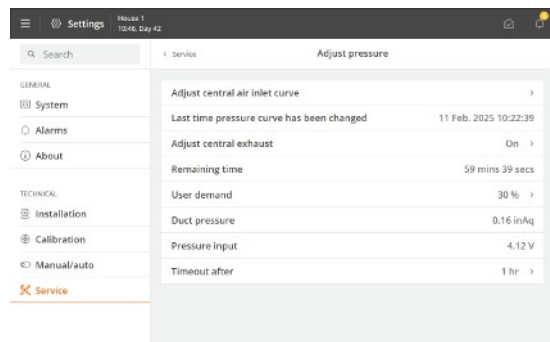 Settings
House 1
10:46, Day 42
Search
< Service
Adjust pressure
GENERAL
System
Alarms
About
TECHNICAL
Installation
Calibration
Manual/auto
Service
Adjust central air inlet curve >
Last time pressure curve has been changed 11 Feb. 2025 10:22:39
Adjust central exhaust On >
Remaining time 59 mins 39 secs
User demand 30 % >
Duct pressure 0.16 inAq
Pressure input 4.12 V
Timeout after 1 hr >